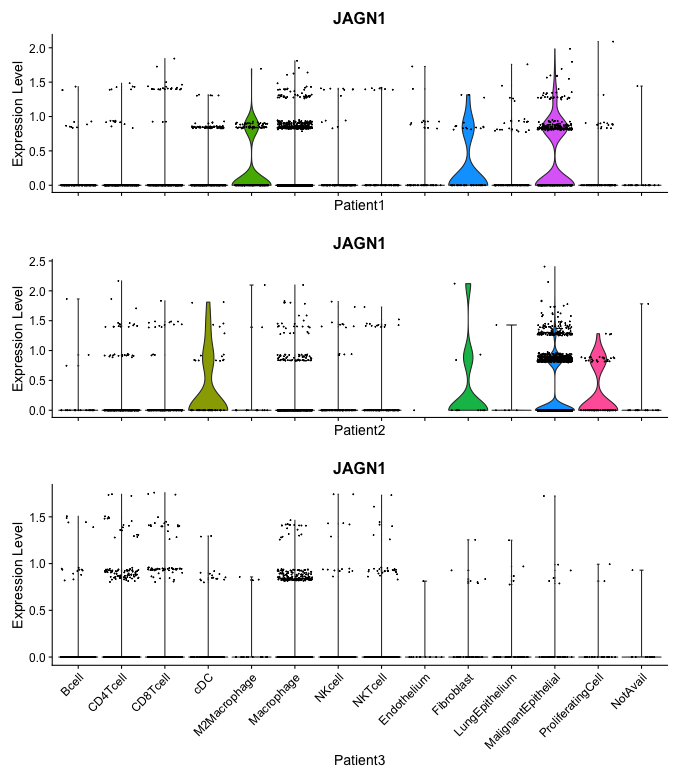 JAGN1
Expression Level
2.0
1.5
1.0
0.5
0.0
Patient1
JAGN1
Expression Level
2.5
2.0
1.5
1.0
0.5
0.0
Patient2
JAGN1
Expression Level
1.5
1.0
0.5
0.0
Bcell
CD4Tcell
CD8Tcell
cDC
M2Macrophage
Macrophage
NKcell
NKTcell
Endothelium
Fibroblast
LungEpithelium
MalignantEpithelial
ProliferatingCell
NotAvail
Patient3